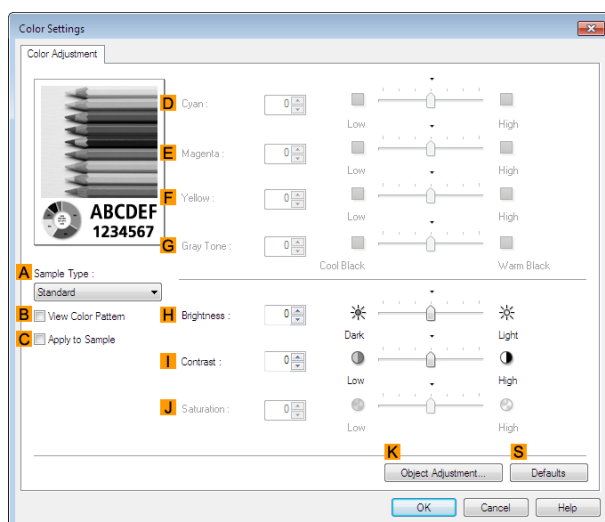 Color Settings
Color Adjustment
D Cyan : 0
Low High
E Magenta : 0
Low High
F Yellow : 0
Low High
ABCDEF
1234567
G Gray Tone : 0
Cool Black Warm Black
A Sample Type :
Standard
B View Color Pattern
C Apply to Sample
H Brightness : 0
Dark Light
I Contrast : 0
Low High
J Saturation : 0
Low High
K S
Object Adjustment... Defaults
OK Cancel Help